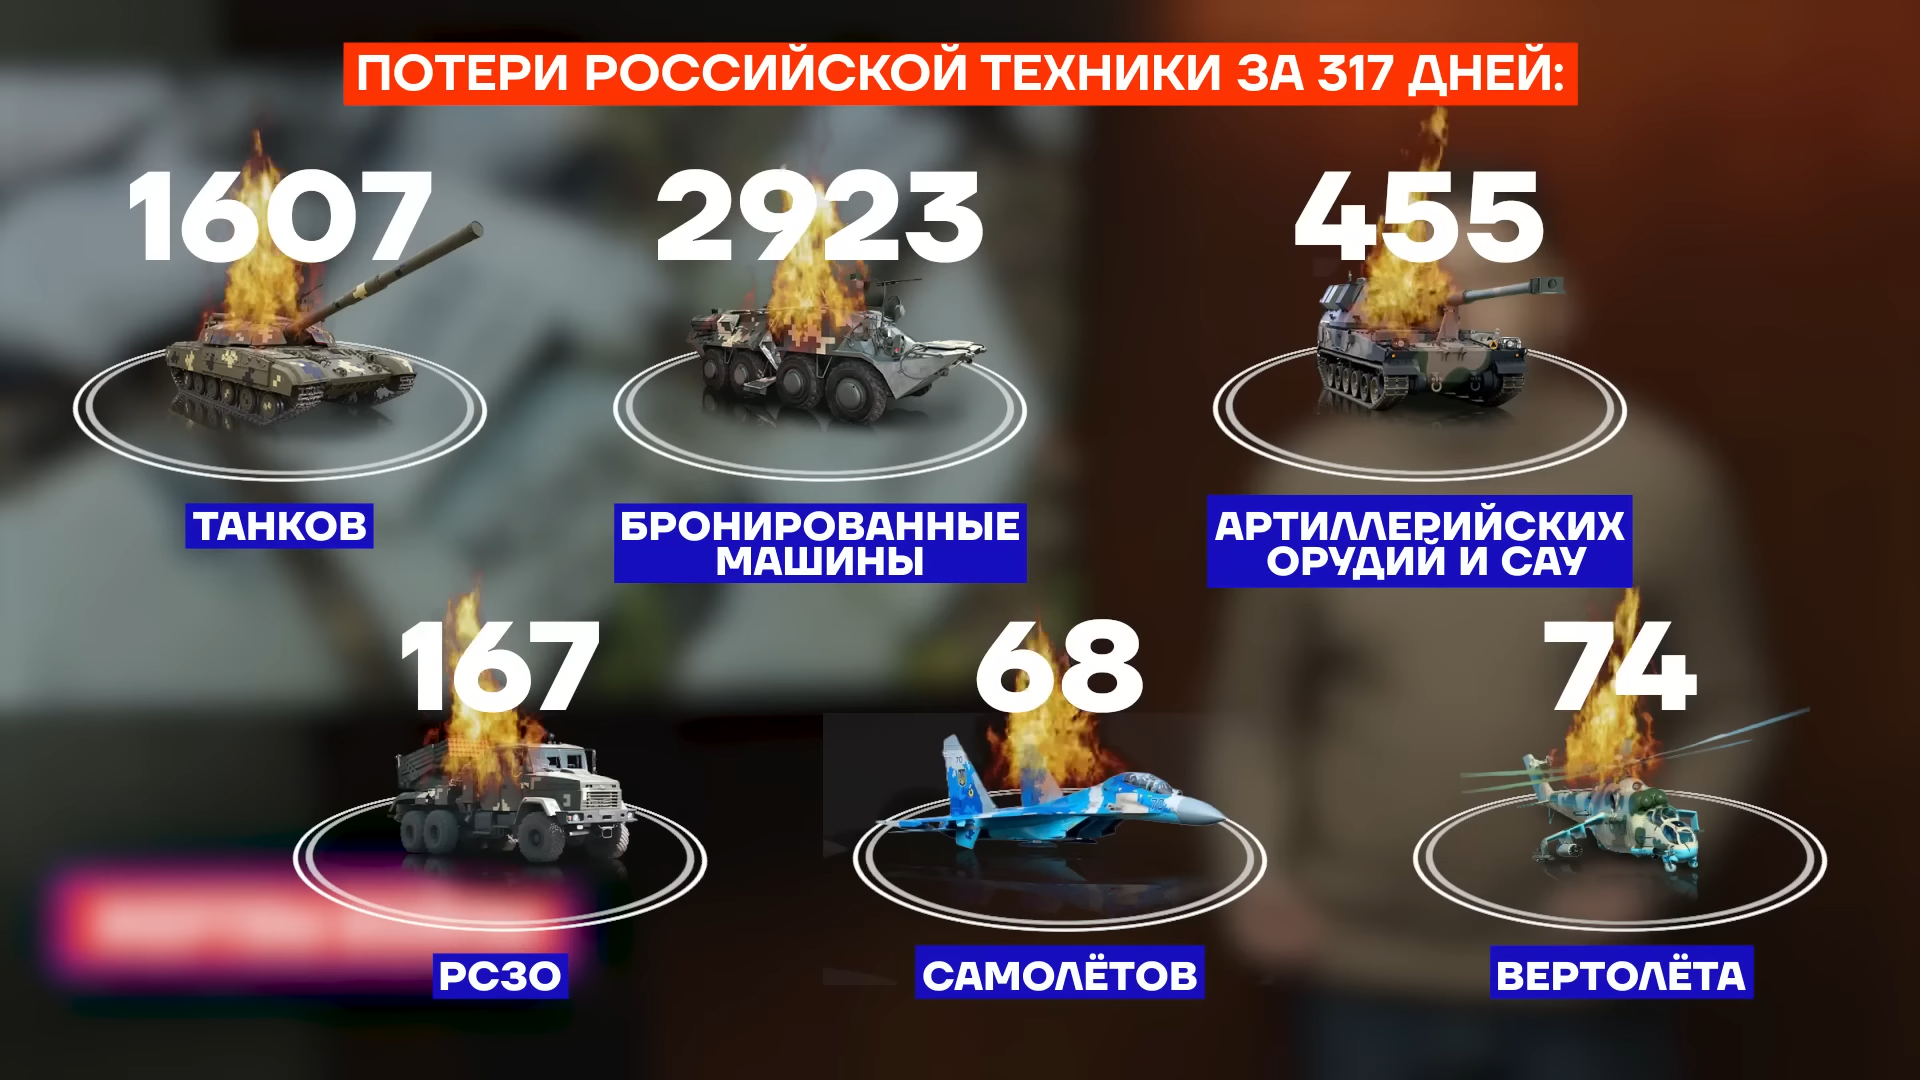 ПОТЕРИ РОССИЙСКОЙ ТЕХНИКИ ЗА 317 ДНЕЙ:
1607
2923
455
ТАНКОВ
БРОНИРОВАННЫЕ
МАШИНЫ
АРТИЛЛЕРИЙСКИХ
ОРУДИЙ И САУ
167
68
74
РСЗО
САМОЛЁТОВ
ВЕРТОЛЁТА